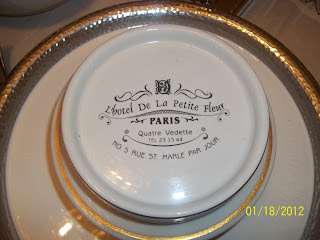 L'hotel De La Petite Fleur
PARIS
Quatre Vedette
TEL 23 15 44
NO. 5 RUE ST. MARLE PAR JOUR
01/18/2012